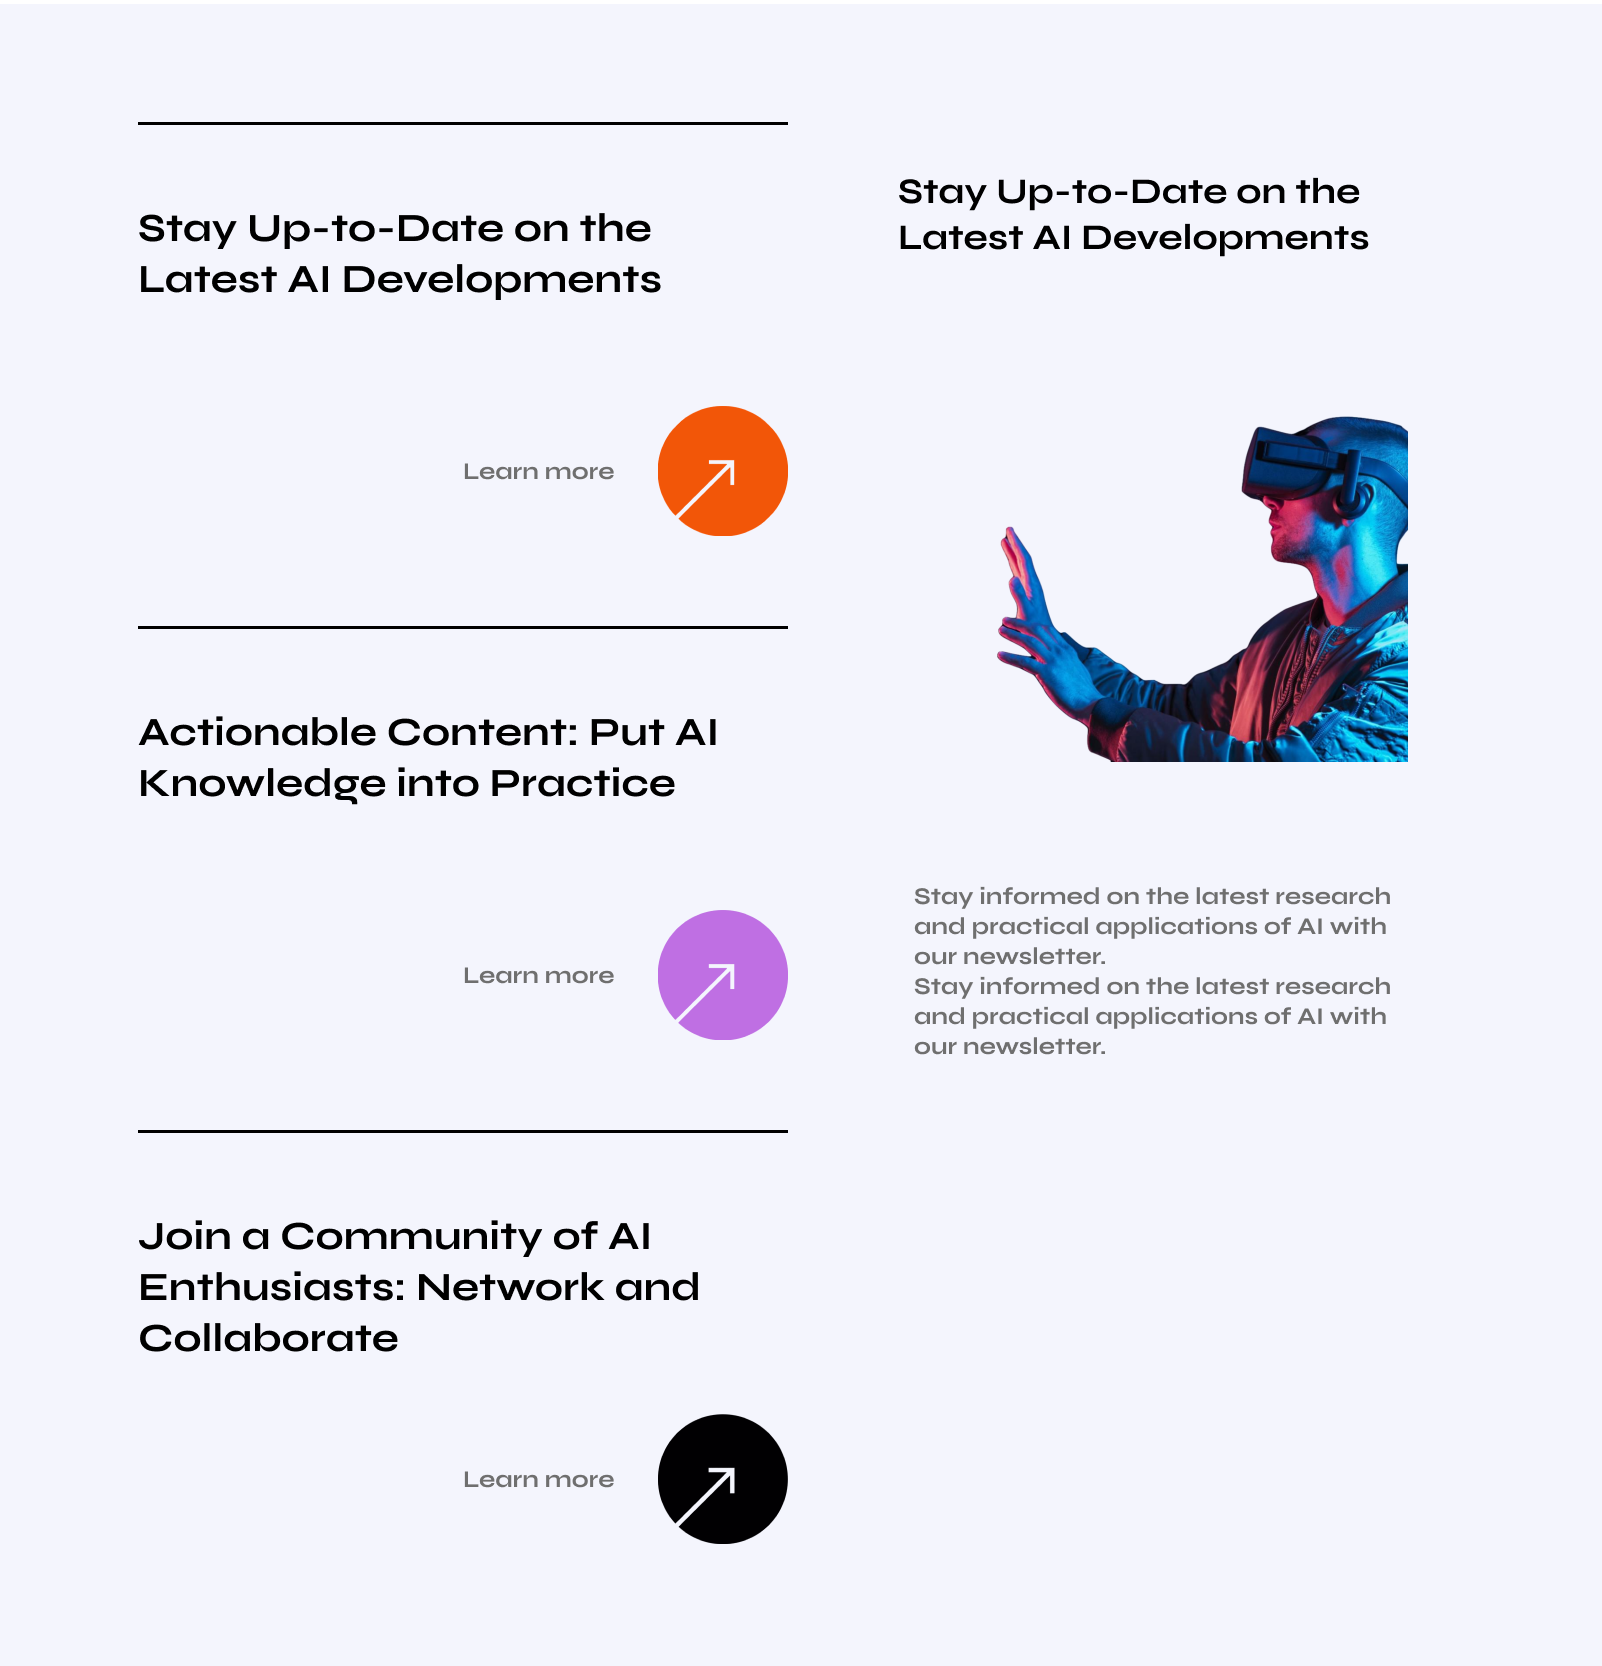 Stay Up-to-Date on the
Latest AI Developments
Learn more
Actionable Content: Put AI
Knowledge into Practice
Learn more
Join a Community of AI
Enthusiasts: Network and
Collaborate
Learn more
Stay Up-to-Date on the
Latest AI Developments
Stay informed on the latest research
and practical applications of AI with
our newsletter.
Stay informed on the latest research
and practical applications of AI with
our newsletter.